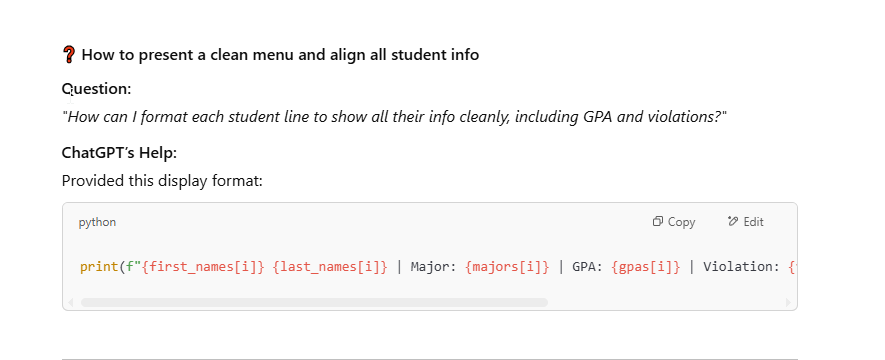 ❓ How to present a clean menu and align all student info
Question:
"How can I format each student line to show all their info cleanly, including GPA and violations?"
ChatGPT's Help:
Provided this display format:
python Copy Edit
print(f"{first_names[i]} {last_names[i]} | Major: {majors[i]} | GPA: {gpas[i]} | Violation: {